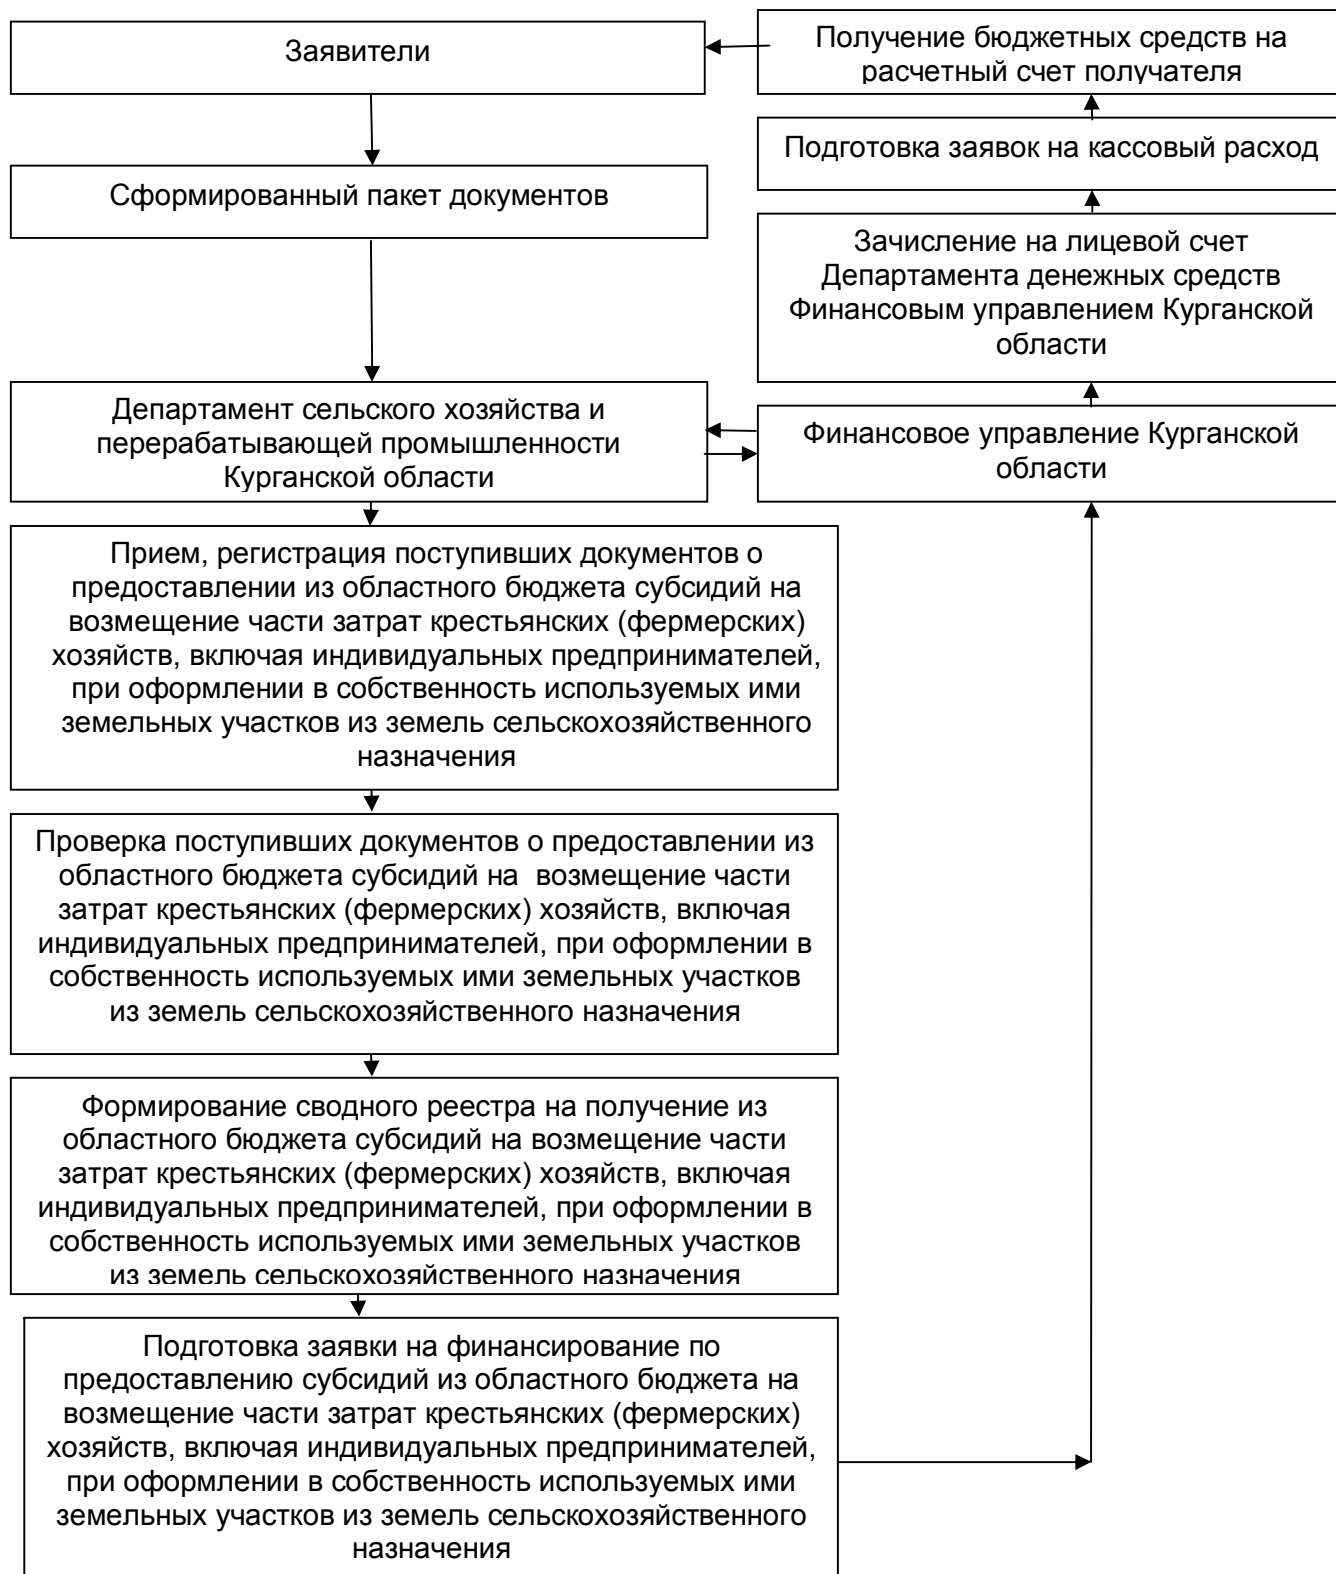 Заявители
Сформированный пакет документов
Департамент сельского хозяйства и
перерабатывающей промышленности
Курганской области
Прием, регистрация поступивших документов о
предоставлении из областного бюджета субсидий на
возмещение части затрат крестьянских (фермерских)
хозяйств, включая индивидуальных предпринимателей,
при оформлении в собственность используемых ими
земельных участков из земель сельскохозяйственного
назначения
Проверка поступивших документов о предоставлении из
областного бюджета субсидий на возмещение части
затрат крестьянских (фермерских) хозяйств, включая
индивидуальных предпринимателей, при оформлении в
собственность используемых ими земельных участков
из земель сельскохозяйственного назначения
Формирование сводного реестра на получение из
областного бюджета субсидий на возмещение части
затрат крестьянских (фермерских) хозяйств, включая
индивидуальных предпринимателей, при оформлении в
собственность используемых ими земельных участков
из земель сельскохозяйственного назначения
Подготовка заявки на финансирование по
предоставлению субсидий из областного бюджета на
возмещение части затрат крестьянских (фермерских)
хозяйств, включая индивидуальных предпринимателей,
при оформлении в собственность используемых ими
земельных участков из земель сельскохозяйственного
назначения
Финансовое управление Курганской
области
Зачисление на лицевой счет
Департамента денежных средств
Финансовым управлением Курганской
области
Подготовка заявок на кассовый расход
Получение бюджетных средств на
расчетный счет получателя